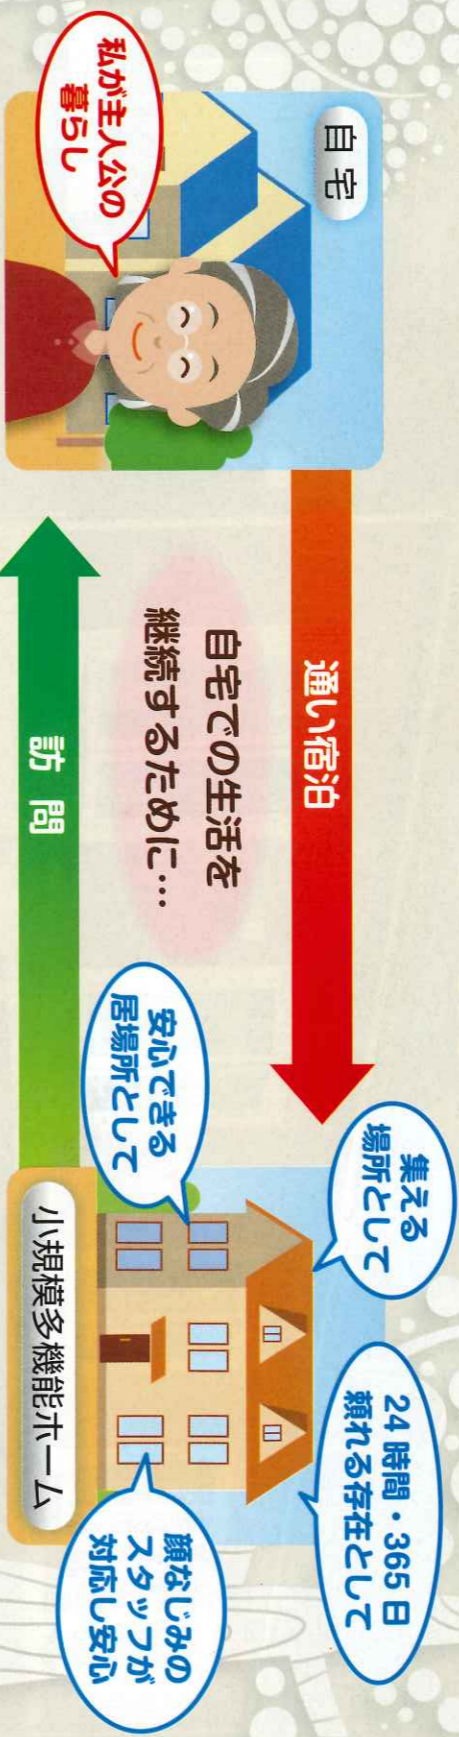 自宅
私が主人公の
暮らし
通い宿泊
自宅での生活を
継続するために…
訪問
集える
場所として
24時間・365日
頼れる存在として
安心できる
居場所として
顔なじみの
スタッフが
対応し安心
小規模多機能ホーム